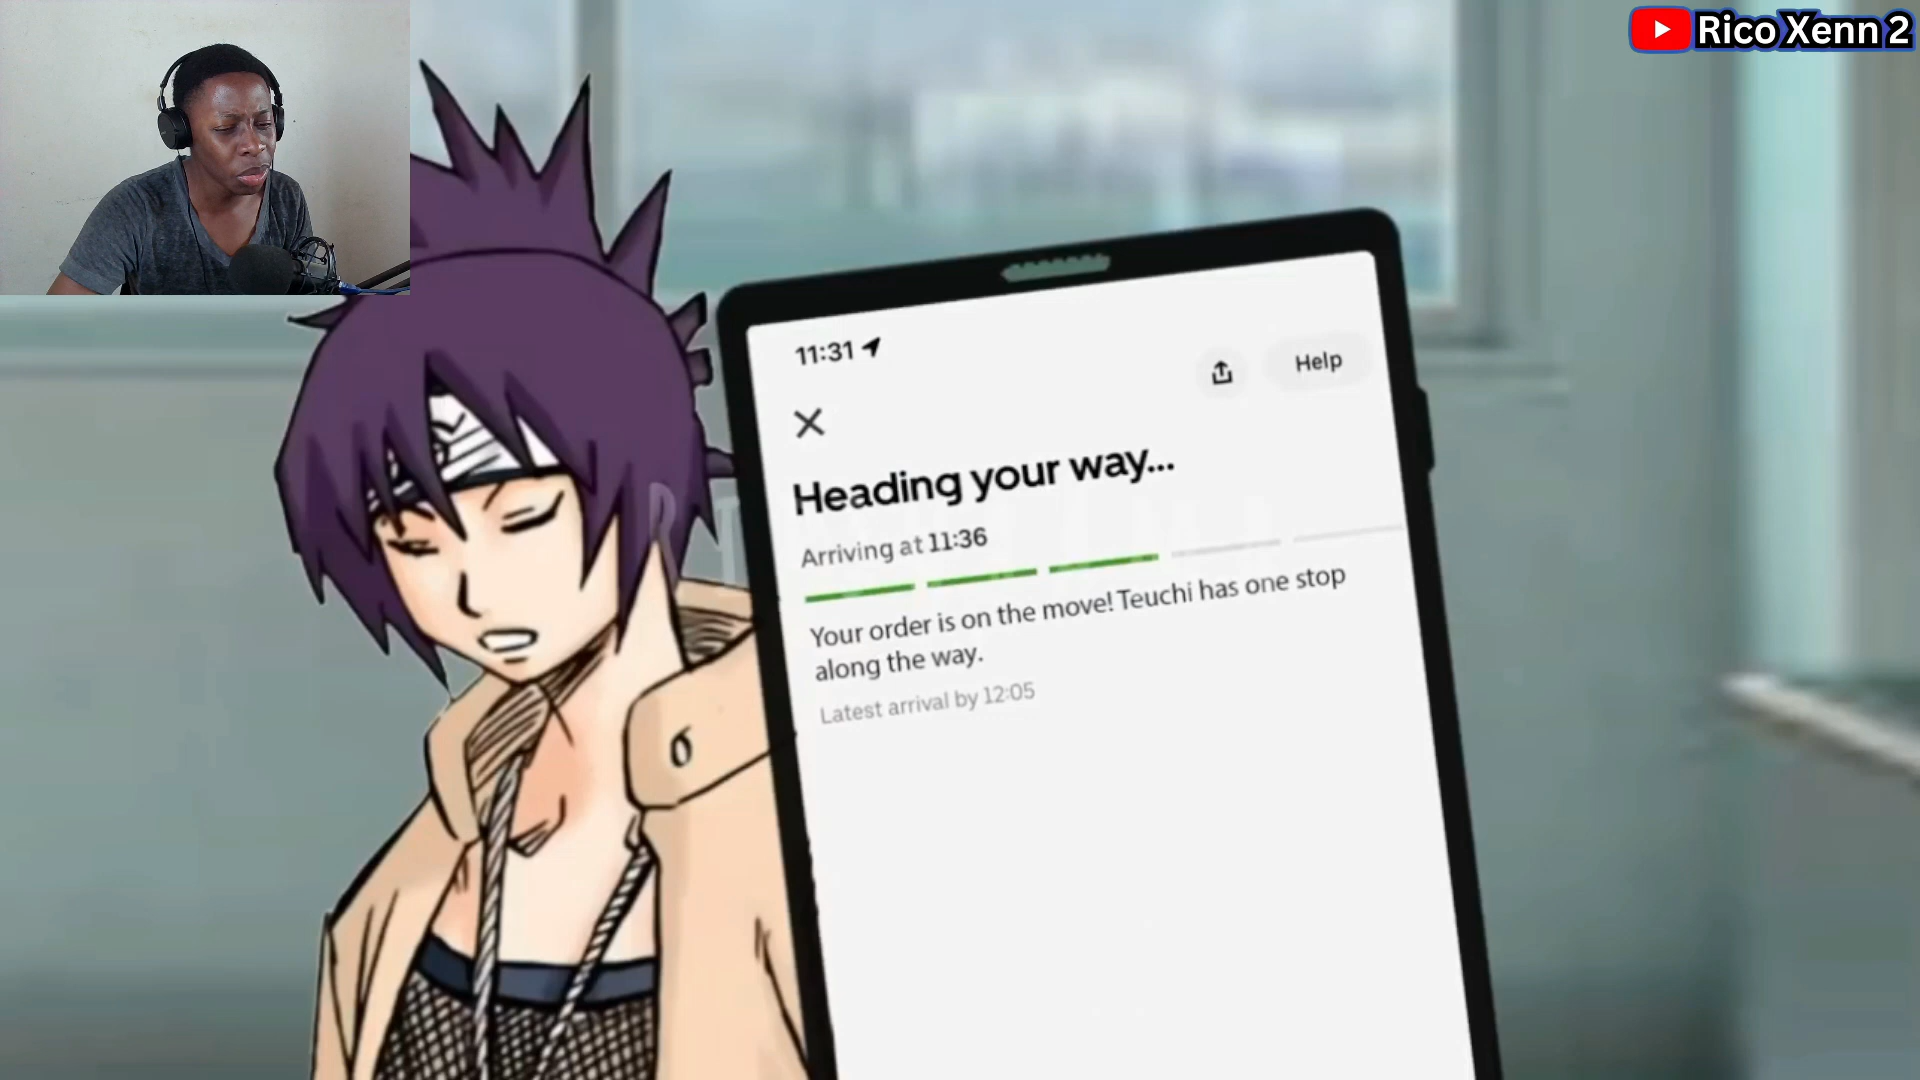 Rico Xenn 2
11:31
Help
Heading your way...
Arriving at 11:36
Your order is on the move! Teuchi has one stop
along the way.
Latest arrival by 12:05